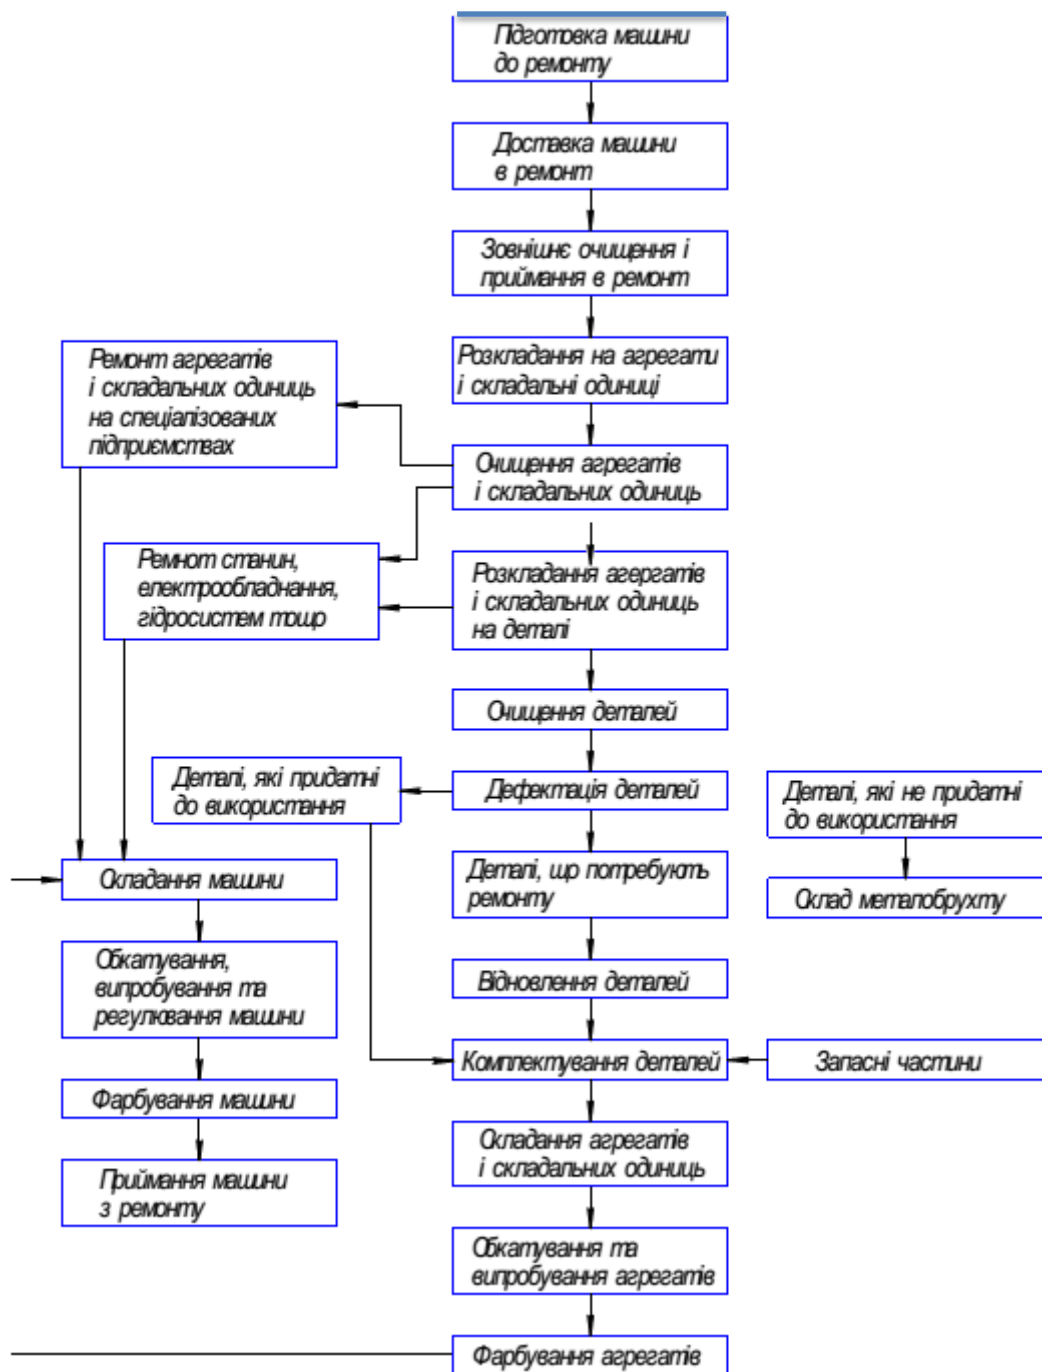 Підготовка машини
до ремонту
Доставка машини
в ремонт
Зовнішнє очищення і
приймання в ремонт
Розкладання на агрегати
і складальні одиниці
Ремонт агрегатів
і складальних одиниць
на спеціалізованих
підприємствах
Очищення агрегатів
і складальних одиниць
Ремнот станин,
електрообладнання,
гідросистем тощр
Розкладання агергатів
і складальних одиниць
на деталі
Очищення деталей
Деталі, які придатні
до використання
Дефектація деталей
Деталі, які не придатні
до використання
Складання машини
Деталі, що потребують
ремонту
Склад металобрухту
Обкатування,
випробування та
регулювання машини
Відновлення деталей
Комплектування деталей
Запасні частини
Фарбування машини
Складання агрегатів
і складальних одиниць
Приймання машини
з ремонту
Обкатування та
випробування агрегатів
Фарбування агрегатів